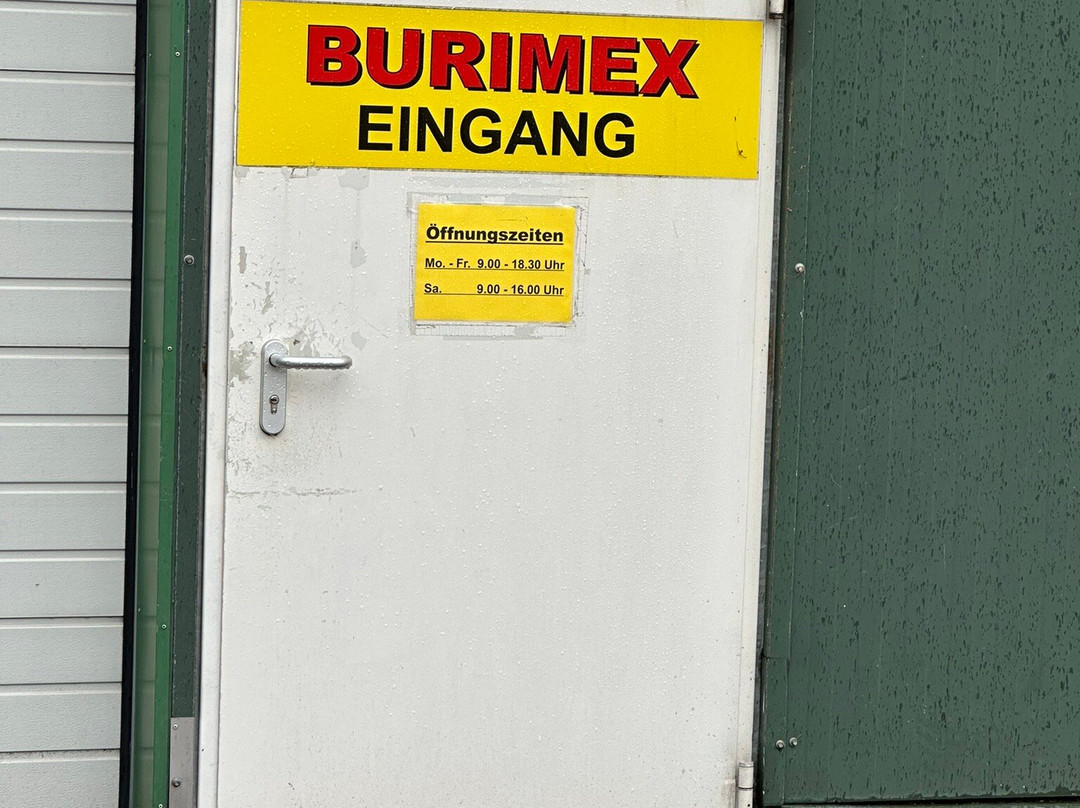 BURIMEX
EINGANG
Öffnungszeiten
Mo. - Fr. 9.00 - 18.30 Uhr
Sa. 9.00 - 16.00 Uhr